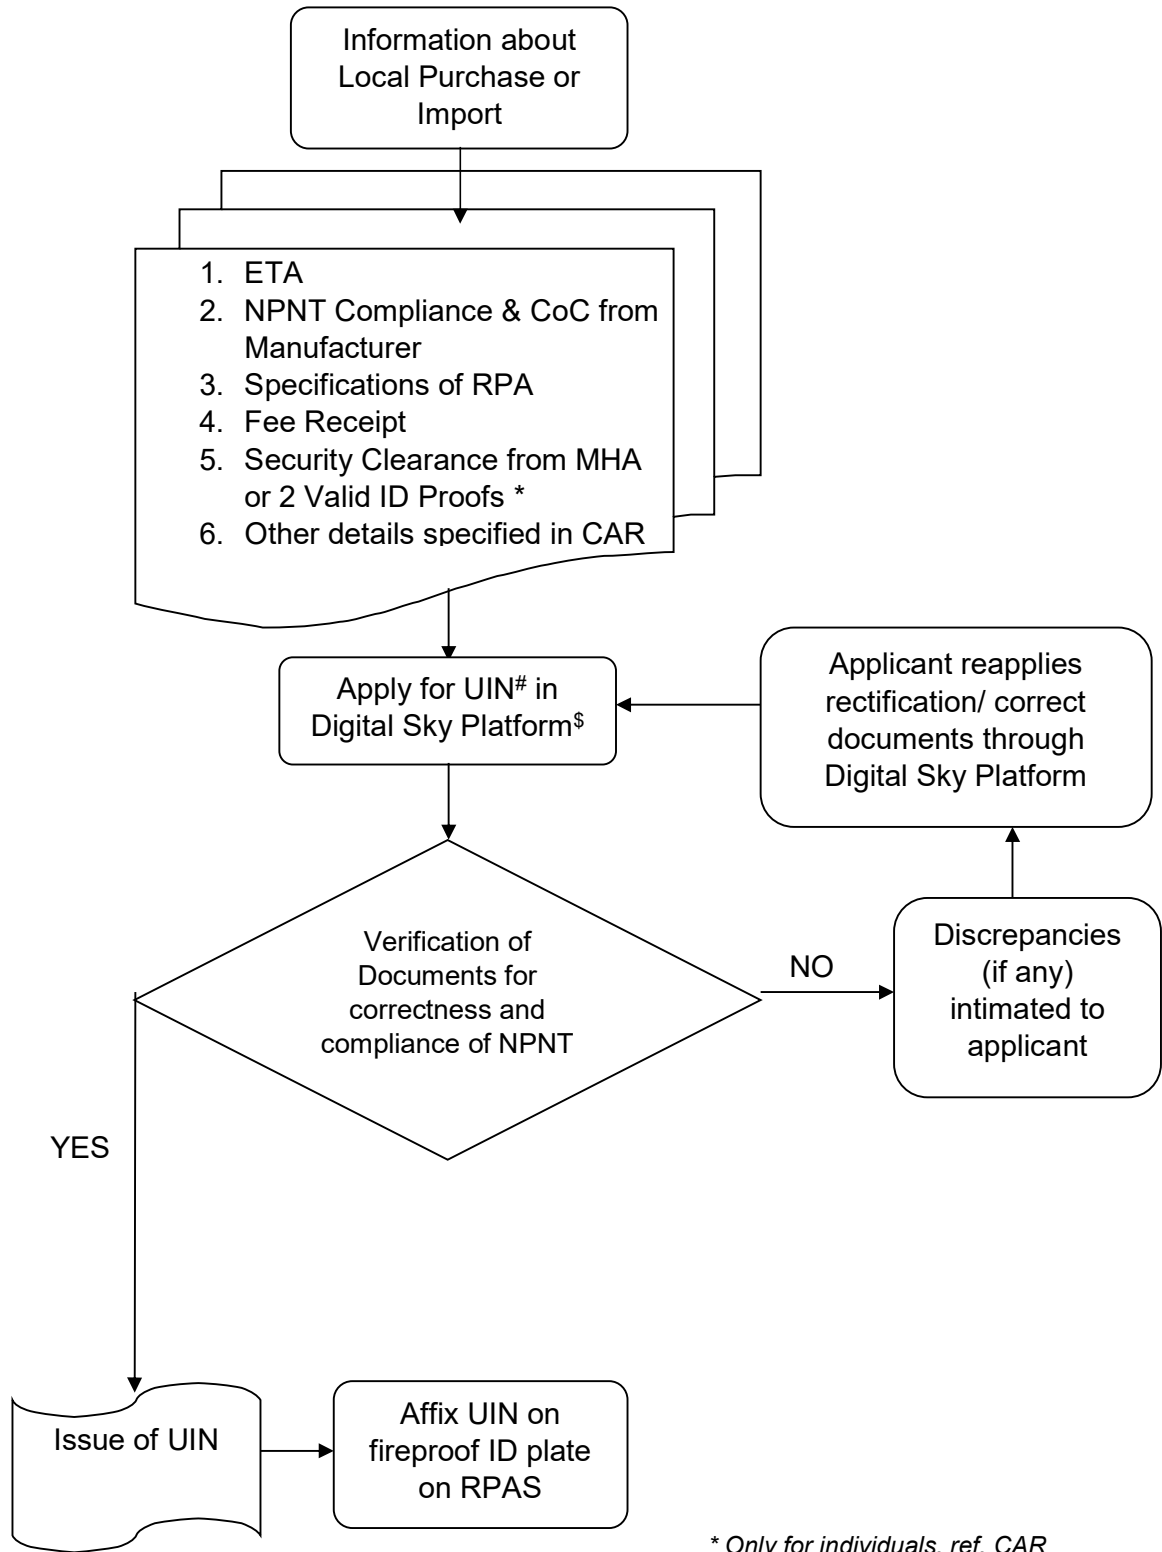 Information about
Local Purchase or
Import
1. ETA
2. NPNT Compliance & CoC from
Manufacturer
3. Specifications of RPA
4. Fee Receipt
5. Security Clearance from MHA
or 2 Valid ID Proofs *
6. Other details specified in CAR
Apply for UIN# in
Digital Sky Platform$
Applicant reapplies
rectification/ correct
documents through
Digital Sky Platform
Verification of
Documents for
correctness and
compliance of NPNT
NO
Discrepancies
(if any)
intimated to
applicant
YES
Issue of UIN
Affix UIN on
fireproof ID plate
on RPAS
* Only for individuals, ref. CAR